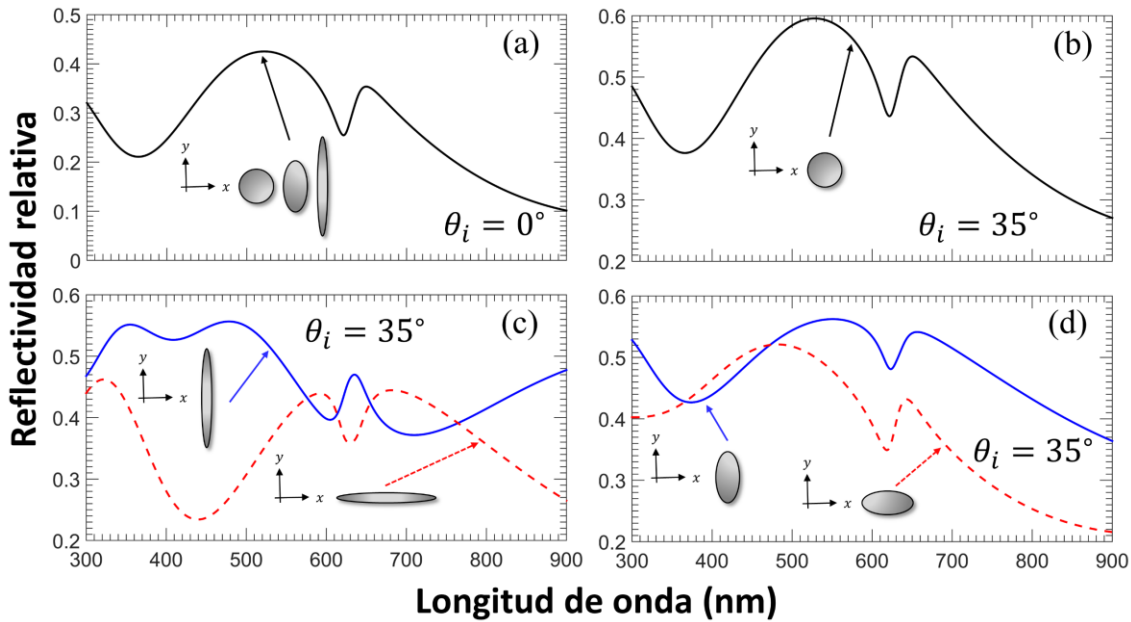 Reflectividad relativa
0.5
0.4
0.3
0.2
0.1
0
(a)
y
x
θi = 0°
0.6
0.5
0.4
0.3
0.2
(b)
y
x
θi = 35°
0.6
0.5
0.4
0.3
0.2
300 400 500 600 700 800 900
(c)
θi = 35°
y
x
y
x
0.6
0.5
0.4
0.3
0.2
300 400 500 600 700 800 900
(d)
θi = 35°
y
x
y
x
Longitud de onda (nm)